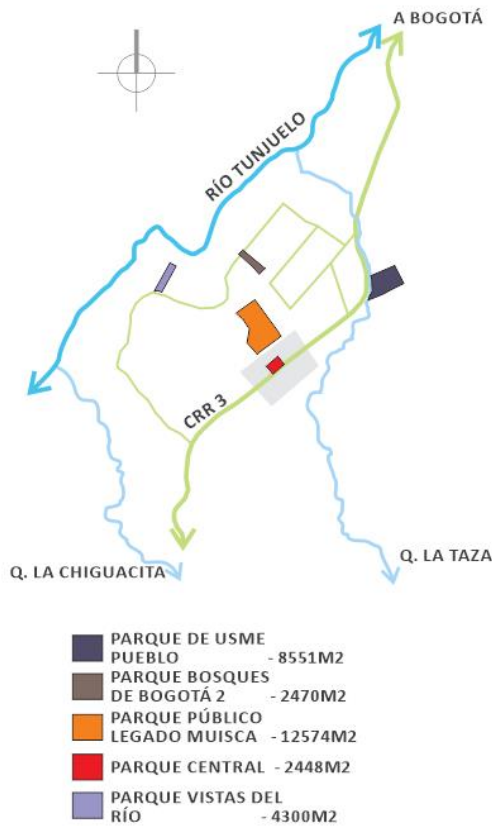 A BOGOTÁ
RÍO TUNJUELO
CRR 3
Q. LA CHIGUACITA
Q. LA TAZA
PARQUE DE USME
PUEBLO - 8551M2
PARQUE BOSQUES
DE BOGOTÁ 2 - 2470M2
PARQUE PÚBLICO
LEGADO MUISCA - 12574M2
PARQUE CENTRAL - 2448M2
PARQUE VISTAS DEL
RÍO - 4300M2